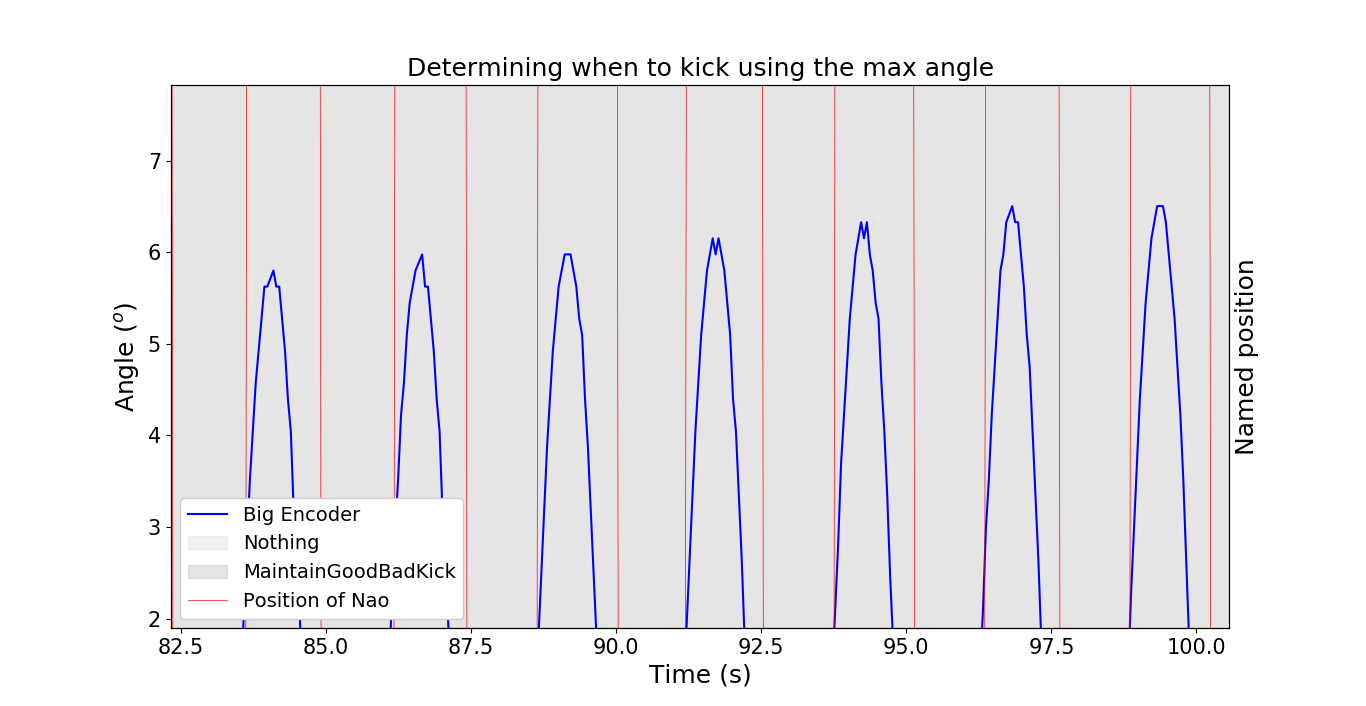 Determining when to kick using the max angle
Angle (°)
7
6
5
4
3
2
Big Encoder
Nothing
MaintainGoodBadKick
Position of Nao
Named position
82.5 85.0 87.5 90.0 92.5 95.0 97.5 100.0
Time (s)